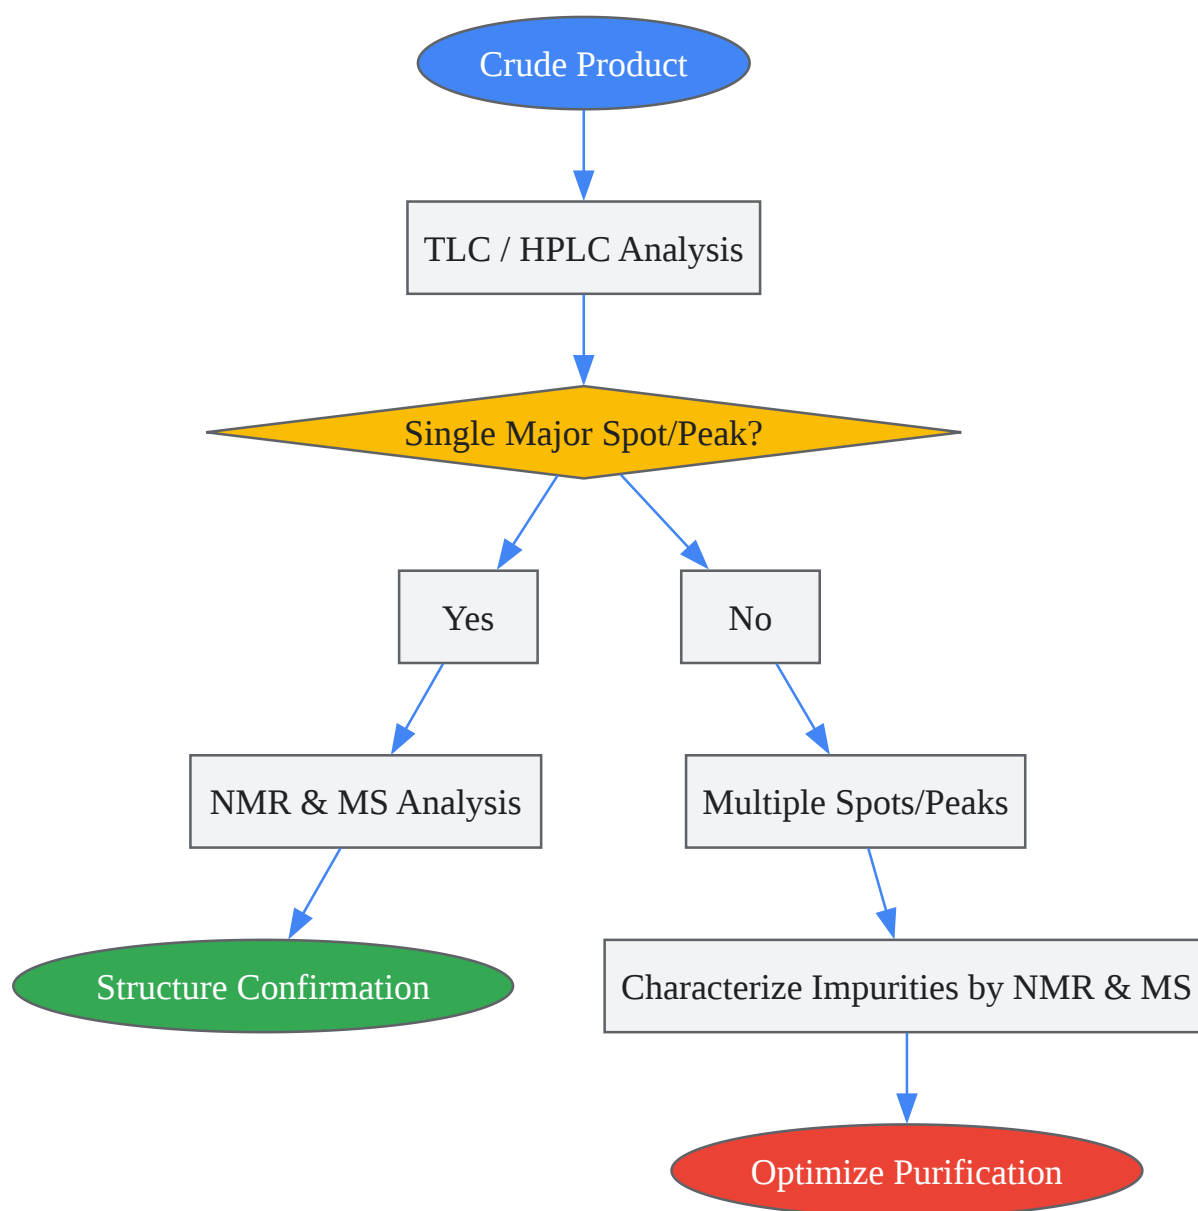 Crude Product
TLC / HPLC Analysis
Single Major Spot/Peak?
Yes
No
NMR & MS Analysis
Multiple Spots/Peaks
Structure Confirmation
Characterize Impurities by NMR & MS
Optimize Purification